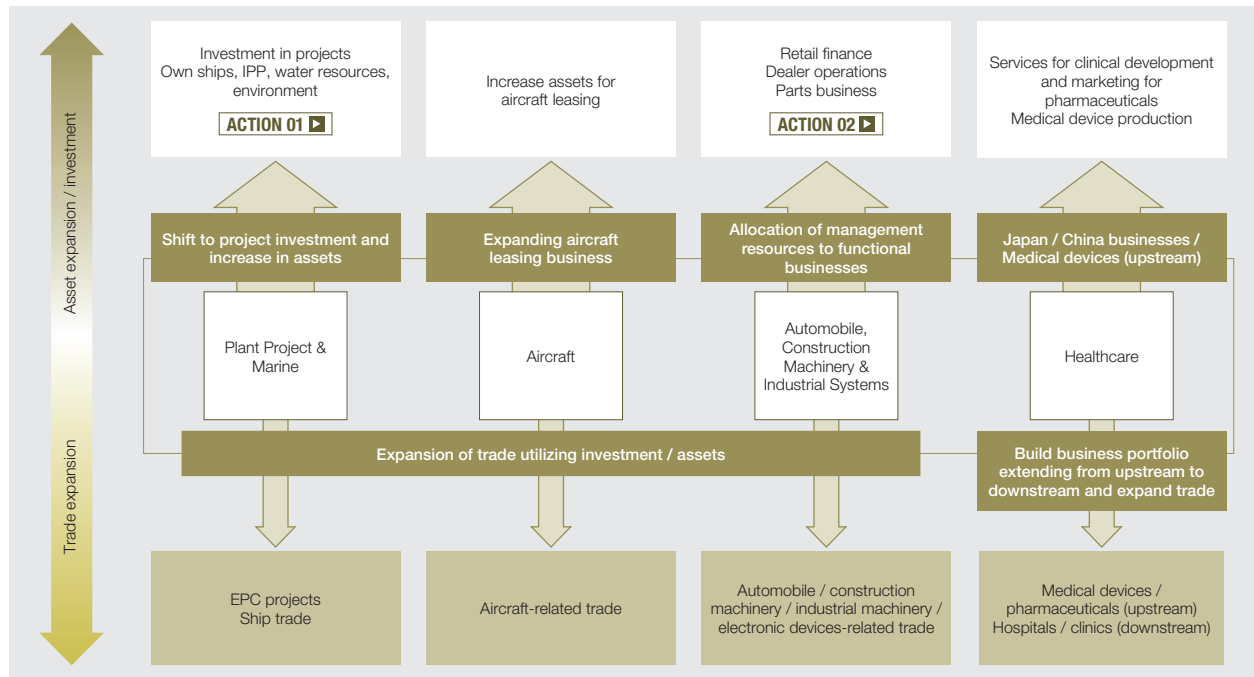 Asset expansion / investment
Trade expansion
Investment in projects
Own ships, IPP, water resources,
environment
ACTION 01
Increase assets for
aircraft leasing
Retail finance
Dealer operations
Parts business
ACTION 02
Services for clinical development
and marketing for
pharmaceuticals
Medical device production
Shift to project investment and
increase in assets
Expanding aircraft
leasing business
Allocation of management
resources to functional
businesses
Japan / China businesses /
Medical devices (upstream)
Plant Project &
Marine
Aircraft
Automobile,
Construction
Machinery &
Industrial Systems
Healthcare
Expansion of trade utilizing investment / assets
Build business portfolio
extending from upstream to
downstream and expand trade
EPC projects
Ship trade
Aircraft-related trade
Automobile / construction
machinery / industrial machinery /
electronic devices-related trade
Medical devices /
pharmaceuticals (upstream)
Hospitals / clinics (downstream)